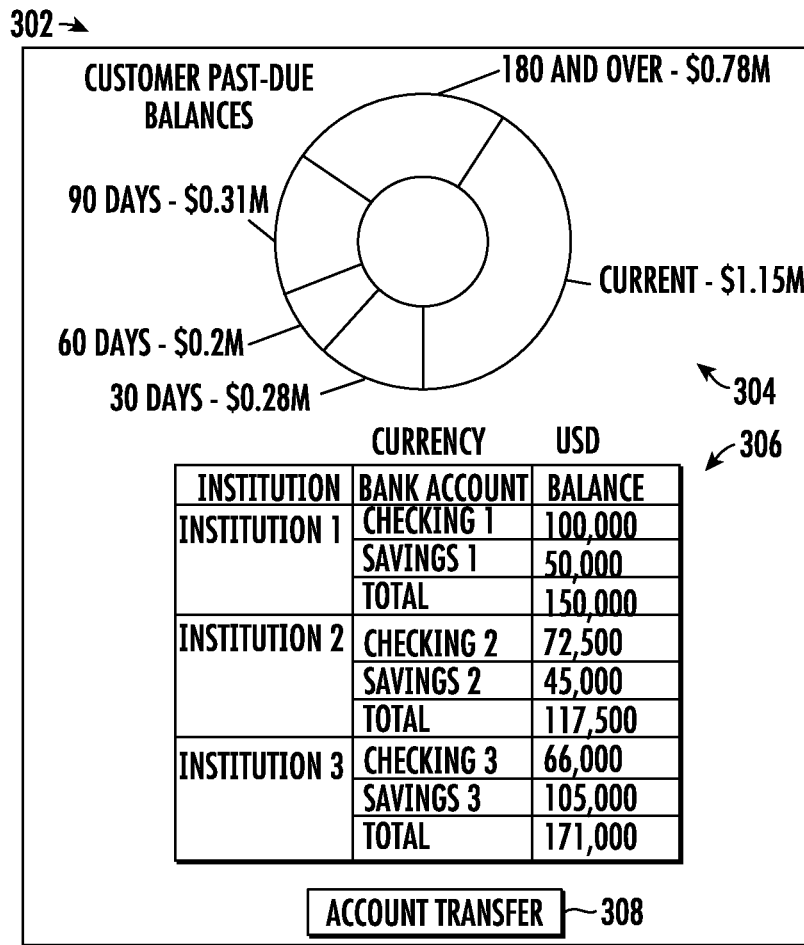 302
CUSTOMER PAST-DUE
BALANCES
180 AND OVER - $0.78M
90 DAYS - $0.31M
CURRENT - $1.15M
60 DAYS - $0.2M
30 DAYS - $0.28M
304
CURRENCY USD
306
INSTITUTION BANK ACCOUNT BALANCE
INSTITUTION 1 CHECKING 1 100,000
SAVINGS 1 50,000
TOTAL 150,000
INSTITUTION 2 CHECKING 2 72,500
SAVINGS 2 45,000
TOTAL 117,500
INSTITUTION 3 CHECKING 3 66,000
SAVINGS 3 105,000
TOTAL 171,000
ACCOUNT TRANSFER 308